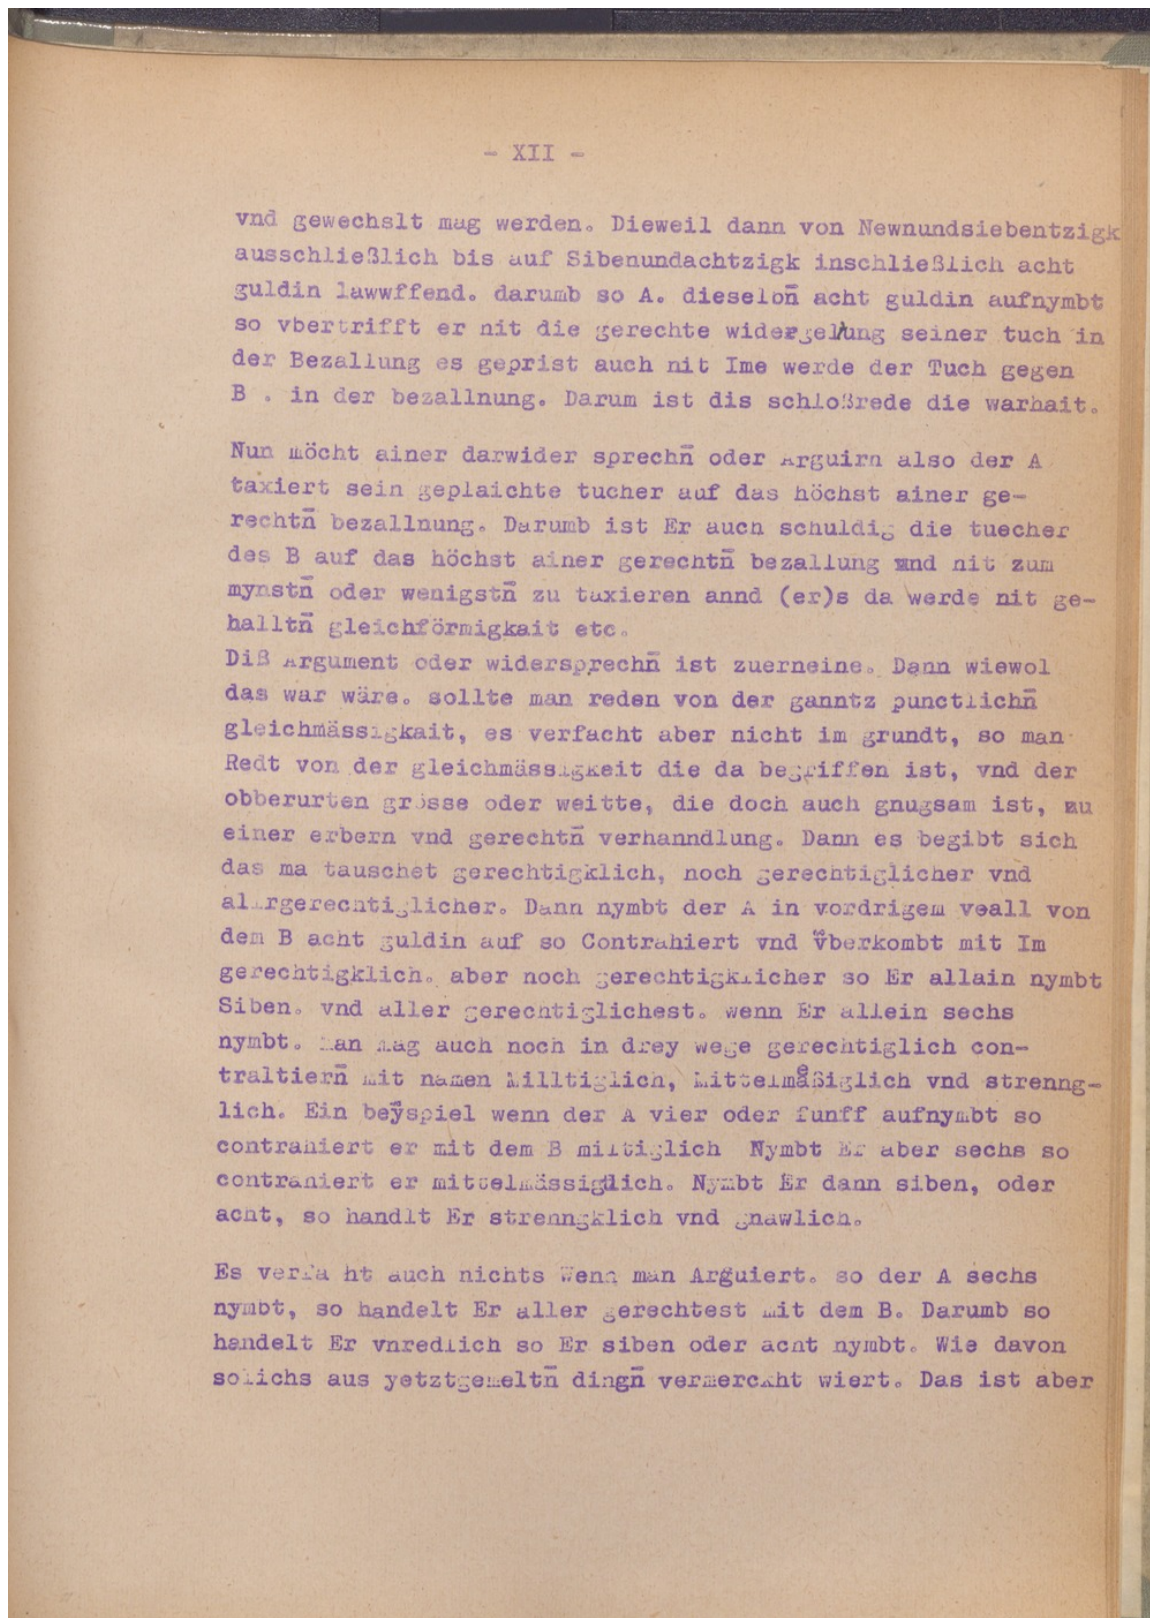 - XII -
vnd gewechslt mag werden. Dieweil dann von Newnundsiebentzigk
ausschließlich bis auf Sibenundachtzigk inschließlich acht
guldin lawwffend. darumb so A. dieselbn̄ acht guldin aufnymbt
so vbertrifft er nit die gerechte widergeltung seiner tuch in
der Bezallung es geprist auch nit Ime werde der Tuch gegen
B . in der bezallnung. Darum ist dis schloßrede die warhait.
Nun möcht ainer darwider sprechn̄ oder Arguirn also der A
taxiert sein geplaichte tucher auf das höchst ainer ge-
rechtn̄ bezallnung. Darumb ist Er auch schuldig die tuecher
des B auf das höchst ainer gerechtn̄ bezallung und nit zum
mynstn̄ oder wenigstn̄ zu taxieren annd (er)s da werde nit ge-
halltn̄ gleichförmigkait etc.
Diß Argument oder widersprechn̄ ist zuerneine. Dann wiewol
das war wäre. sollte man reden von der ganntz punctlichn̄
gleichmässigkait, es verfacht aber nicht im grundt, so man
Redt von der gleichmässigkeit die da begriffen ist, vnd der
obberurten grösse oder weitte, die doch auch gnugsam ist, zu
einer erbern vnd gerechtn̄ verhanndlung. Dann es begibt sich
das ma tauschet gerechtigklich, noch gerechtiglicher vnd
allrgerechtiglicher. Dann nymbt der A in vordrigem veall von
dem B acht guldin auf so Contrahiert vnd vberkombt mit Im
gerechtigklich. aber noch gerechtigklicher so Er allain nymbt
Siben. vnd aller gerechtiglichest. wenn Er allein sechs
nymbt. Man mag auch noch in drey wege gerechtiglich con-
traltiern̄ mit namen Milltiglich, Mittelmåßiglich vnd strenng-
lich. Ein beÿspiel wenn der A vier oder funff aufnymbt so
contrahiert er mit dem B miltiglich Nymbt Er aber sechs so
contrahiert er mittelmässiglich. Nymbt Er dann siben, oder
acht, so handlt Er strenngklich vnd gnawlich.
Es verfa ht auch nichts Wenn man Arguiert. so der A sechs
nymbt, so handelt Er aller gerechtest mit dem B. Darumb so
handelt Er vnredlich so Er siben oder acht nymbt. Wie davon
solichs aus yetztgemeltn̄ dingn̄ vermerckht wiert. Das ist aber